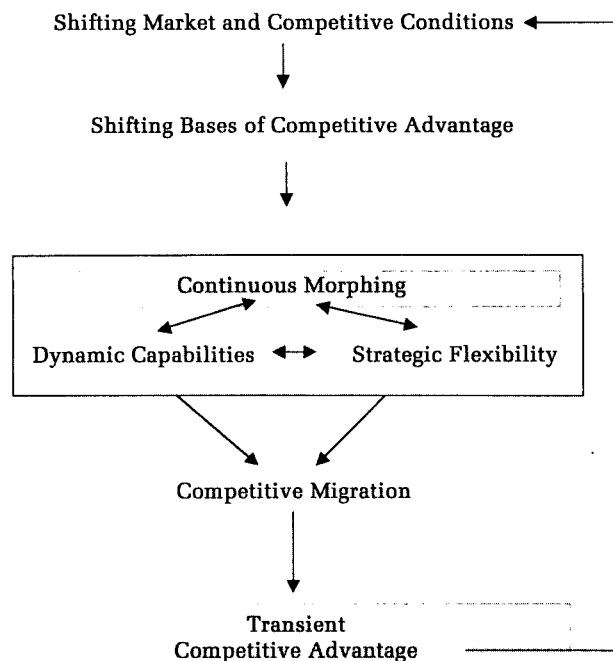 Shifting Market and Competitive Conditions
Shifting Bases of Competitive Advantage
Continuous Morphing
Dynamic Capabilities
Strategic Flexibility
Competitive Migration
Transient
Competitive Advantage